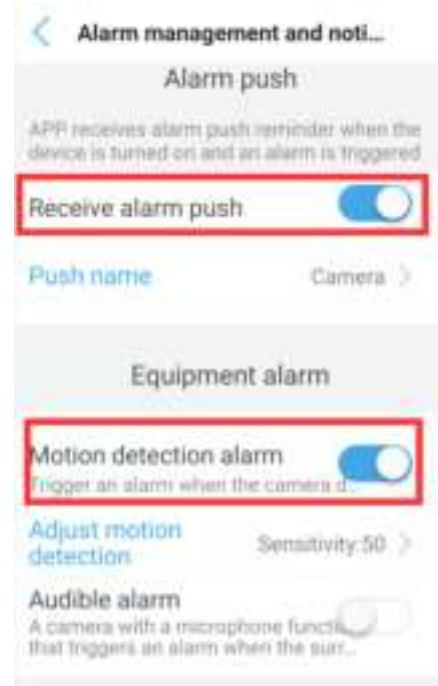 Alarm management and noti...
Alarm push
APP receives alarm push reminder when the
device is turned on and an alarm is triggered
Receive alarm push
Push name
Camera
Equipment alarm
Motion detection alarm
Trigger an alarm when the camera d...
Adjust motion
detection
Sensitivity:50
Audible alarm
A camera with a microphone functi
that triggers an alarm when the surr...